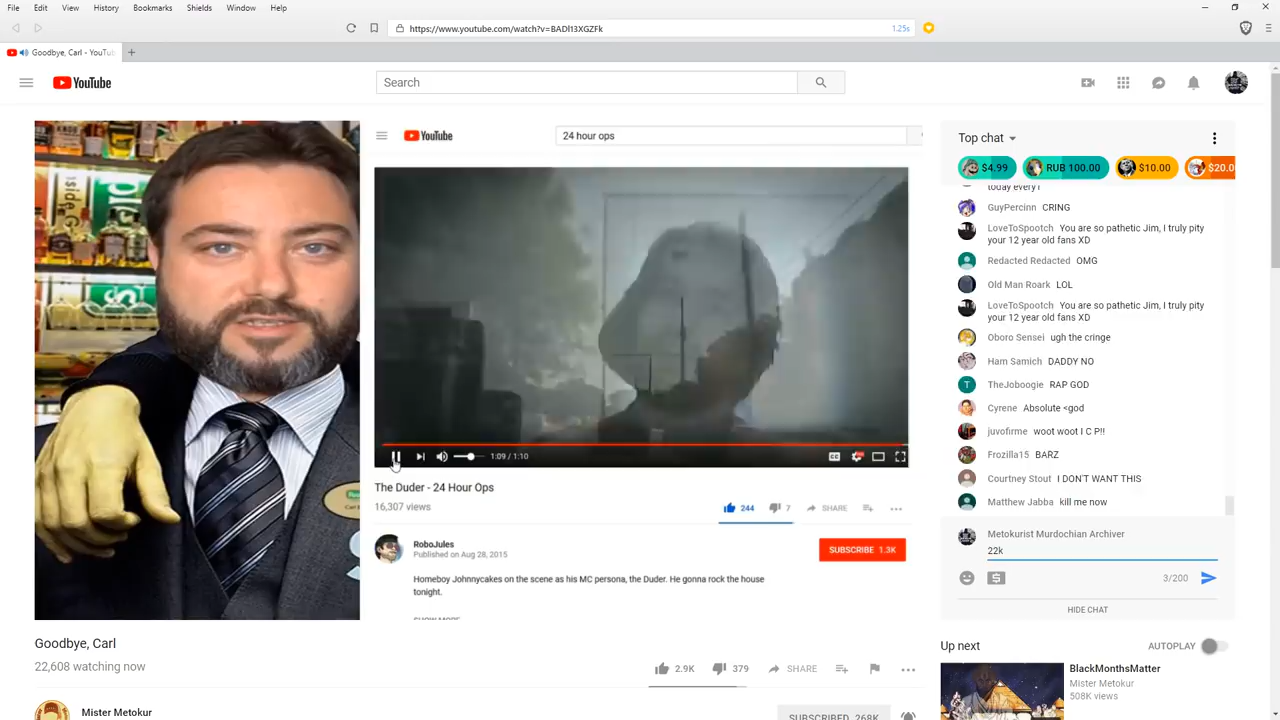 File Edit View History Bookmarks Shields Window Help
https://www.youtube.com/watch?v=BADl13XGZFk 1.25s
Goodbye, Carl - YouTub
YouTube
Search
YouTube
24 hour ops
SIDE
1:09 / 1:10
CC
The Duder - 24 Hour Ops
16,307 views
244 7 SHARE
RoboJules
Published on Aug 28, 2015
SUBSCRIBE 1.3K
Homeboy Johnnycakes on the scene as his MC persona, the Duder. He gonna rock the house
tonight.
SHOW MORE
Goodbye, Carl
22,608 watching now
2.9K 379 SHARE
Mister Metokur
SUBSCRIBED 268K
Top chat
$4.99 RUB 100.00 $10.00 $20.0
today every1
GuyPercinn CRING
LoveToSpootch You are so pathetic Jim, I truly pity
your 12 year old fans XD
Redacted Redacted OMG
Old Man Roark LOL
LoveToSpootch You are so pathetic Jim, I truly pity
your 12 year old fans XD
Oboro Sensei ugh the cringe
Ham Samich DADDY NO
T TheJoboogie RAP GOD
Cyrene Absolute <god
juvofirme woot woot I C P!!
Frozilla15 BARZ
Courtney Stout I DON'T WANT THIS
Matthew Jabba kill me now
Metokurist Murdochian Archiver
22k
3/200
HIDE CHAT
Up next
AUTOPLAY
BlackMonthsMatter
Mister Metokur
508K views